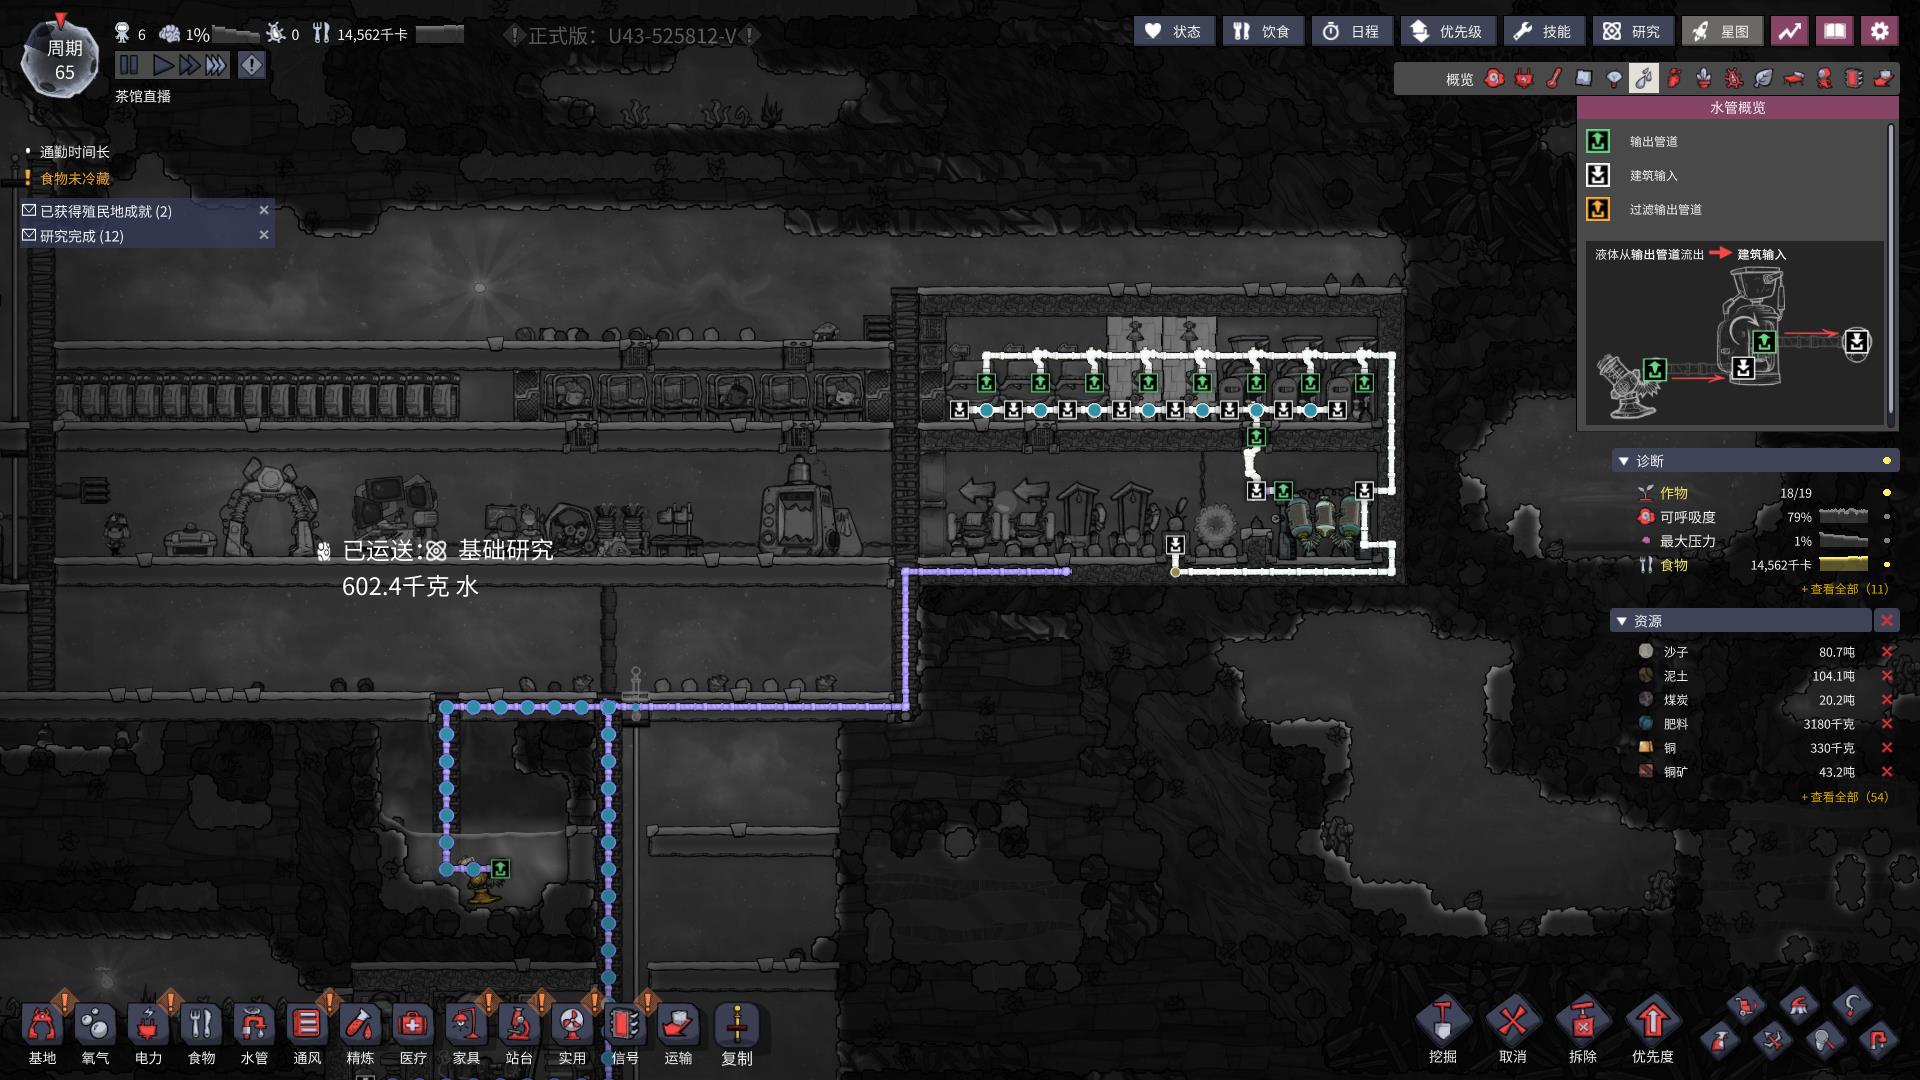 周期
65
6
1%
0
14,562千卡
正式版：U43-525812-V
茶馆直播
状态
饮食
日程
优先级
技能
研究
星图
概览
水管概览
输出管道
建筑输入
过滤输出管道
液体从输出管道流出
建筑输入
通勤时间长
食物未冷藏
已获得殖民地成就 (2)
研究完成 (12)
已运送：
基础研究
602.4千克 水
诊断
作物
18/19
可呼吸度
79%
最大压力
1%
食物
14,562千卡
+ 查看全部（11）
资源
沙子
80.7吨
泥土
104.1吨
煤炭
20.2吨
肥料
3180千克
铜
330千克
铜矿
43.2吨
+ 查看全部（54）
基地
氧气
电力
食物
水管
通风
精炼
医疗
家具
站台
实用
信号
运输
复制
挖掘
取消
拆除
优先度